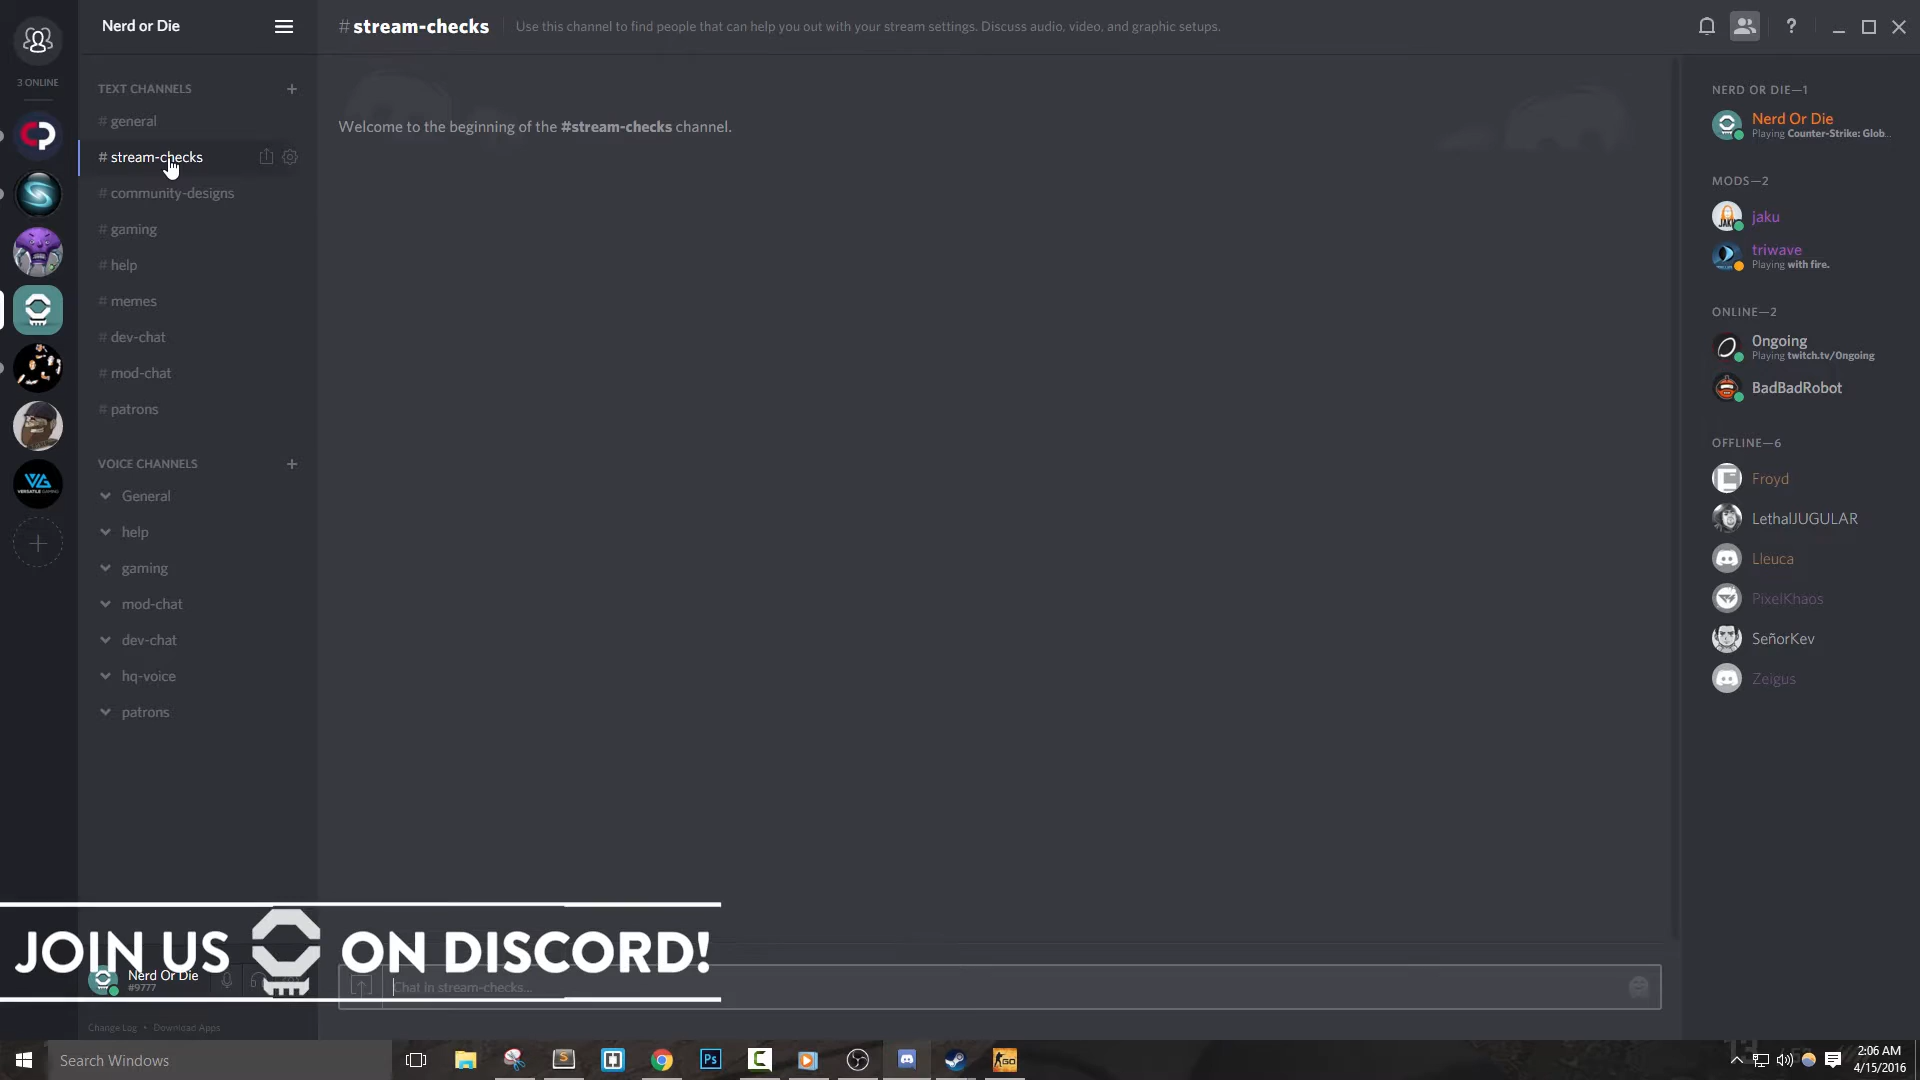 3 ONLINE
VERSATILE GAMING
Nerd or Die
TEXT CHANNELS +
# general
# stream-checks
# community-designs
# gaming
# help
# memes
# dev-chat
# mod-chat
# patrons
VOICE CHANNELS +
General
help
gaming
mod-chat
dev-chat
hq-voice
patrons
# stream-checks
Use this channel to find people that can help you out with your stream settings. Discuss audio, video, and graphic setups.
Welcome to the beginning of the #stream-checks channel.
NERD OR DIE—1
Nerd Or Die
Playing Counter-Strike: Glob...
MODS—2
JAKU
jaku
triwave
Playing with fire.
ONLINE—2
Ongoing
Playing twitch.tv/Ongoing
BadBadRobot
OFFLINE—6
Froyd
LethalJUGULAR
Lleuca
PixelKhaos
SeñorKev
Zeigus
JOIN US ON DISCORD!
Nerd Or Die
#9777
Chat in stream-checks...
Change Log • Download Apps
Search Windows
Ps
GO
2:06 AM
4/15/2016